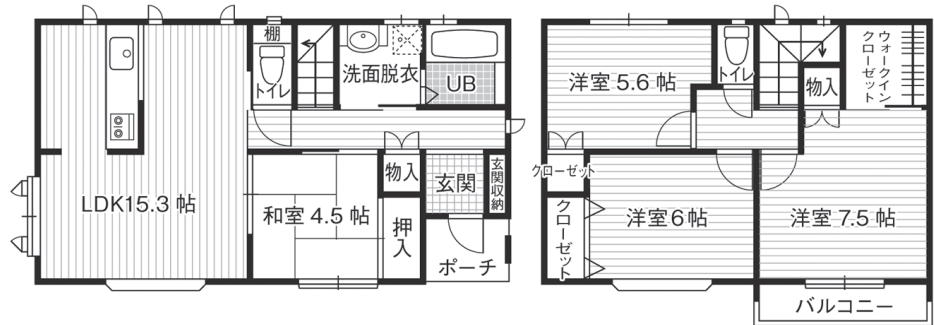 棚
トイレ
洗面脱衣
UB
LDK15.3 帖
和室 4.5 帖
物入
押入
玄関
玄関収納
ポーチ
洋室 5.6 帖
トイレ
物入
ウォークイン
クローゼット
クローゼット
クローゼット
洋室 6 帖
洋室 7.5 帖
バルコニー